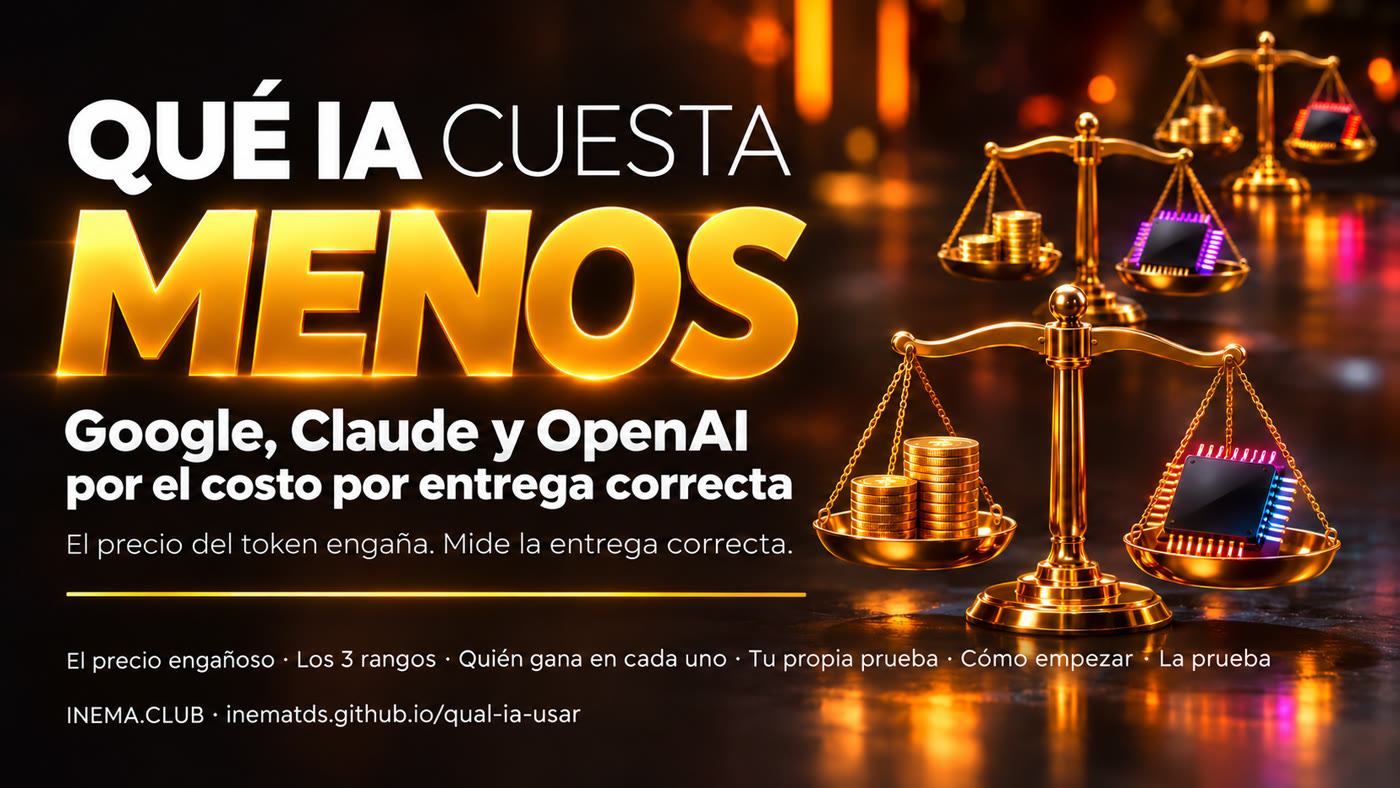 QUÉ IA CUESTA
MENOS
Google, Claude y OpenAI
por el costo por entrega correcta
El precio del token engaña. Mide la entrega correcta.
El precio engañoso · Los 3 rangos · Quién gana en cada uno · Tu propia prueba · Cómo empezar · La prueba
INEMA.CLUB · inematds.github.io/qual-ia-usar